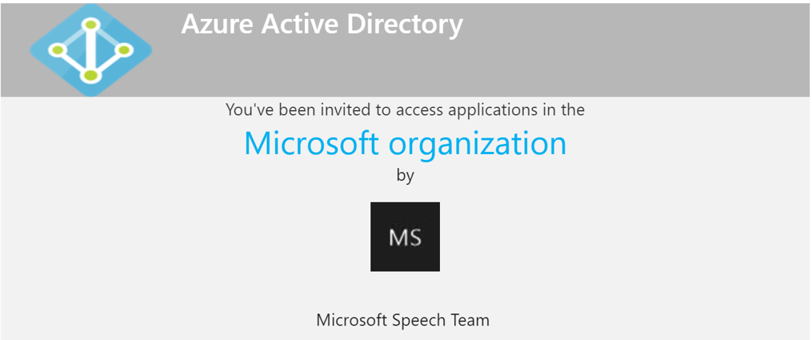 Azure Active Directory
You've been invited to access applications in the
Microsoft organization
by
MS
Microsoft Speech Team